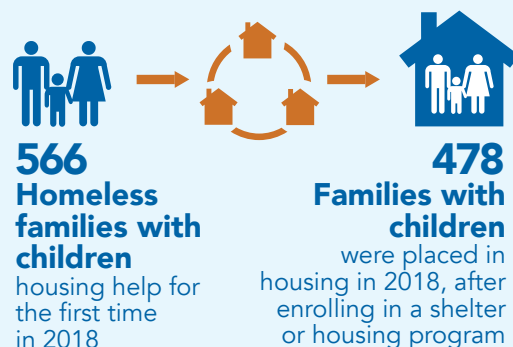 566
Homeless
families with
children
housing help for
the first time
in 2018
478
Families with
children
were placed in
housing in 2018, after
enrolling in a shelter
or housing program